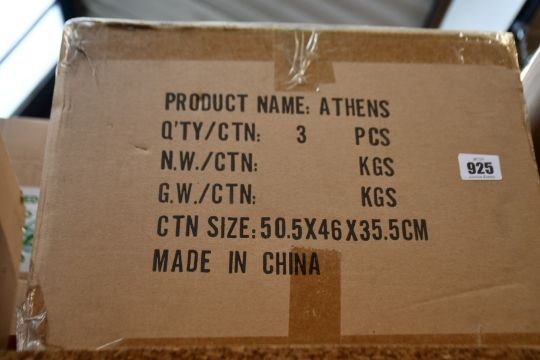 PRODUCT NAME: ATHENS
Q'TY/CTN: 3 PCS
N.W./CTN: KGS
G.W./CTN: KGS
CTN SIZE: 50.5X46X35.5CM
MADE IN CHINA
925